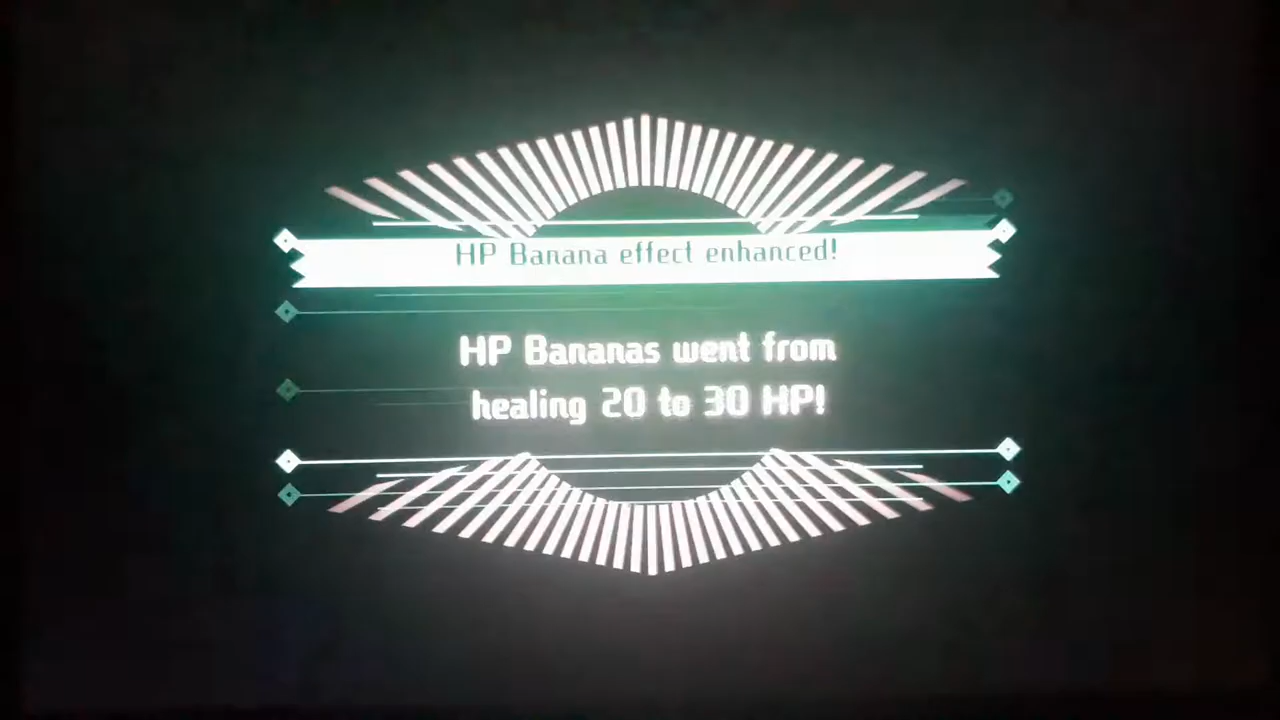 HP Banana effect enhanced!
HP Bananas went from
healing 20 to 30 HP!